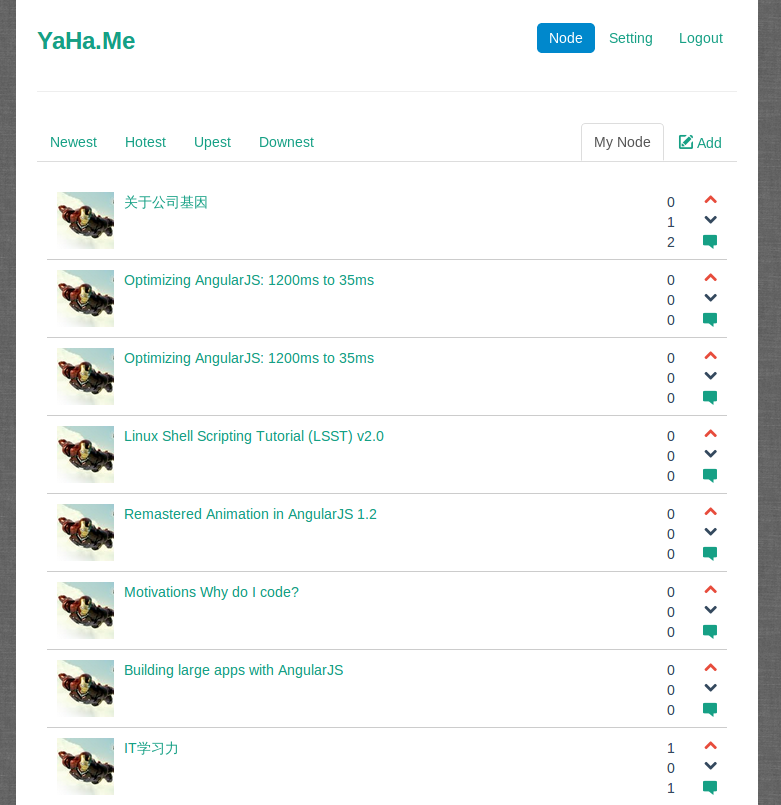 YaHa.Me
Node Setting Logout
Newest Hotest Upest Downest My Node Add
关于公司基因 0
1
2
Optimizing AngularJS: 1200ms to 35ms 0
0
0
Optimizing AngularJS: 1200ms to 35ms 0
0
0
Linux Shell Scripting Tutorial (LSST) v2.0 0
0
0
Remastered Animation in AngularJS 1.2 0
0
0
Motivations Why do I code? 0
0
0
Building large apps with AngularJS 0
0
0
IT学习力 1
0
1